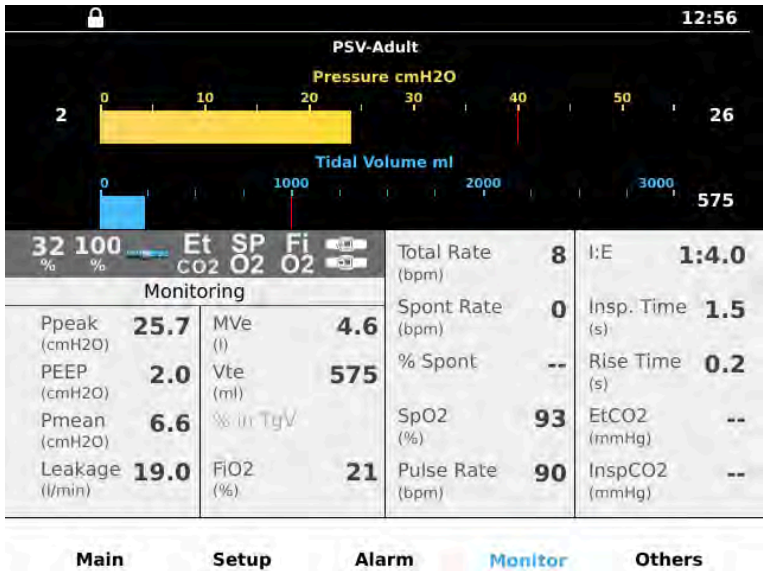 12:56
PSV-Adult
Pressure cmH2O
0 10 20 30 40 50
2 26
Tidal Volume ml
0 1000 2000 3000
575
32 % 100 % Et CO2 SP O2 Fi O2
Monitoring
Ppeak (cmH2O) 25.7
PEEP (cmH2O) 2.0
Pmean (cmH2O) 6.6
Leakage (l/min) 19.0
MVe (l) 4.6
Vte (ml) 575
% in TgV
FiO2 (%) 21
Total Rate (bpm) 8
Spont Rate (bpm) 0
% Spont --
SpO2 (%) 93
Pulse Rate (bpm) 90
I:E 1:4.0
Insp. Time (s) 1.5
Rise Time (s) 0.2
EtCO2 (mmHg) --
InspCO2 (mmHg) --
Main Setup Alarm Monitor Others